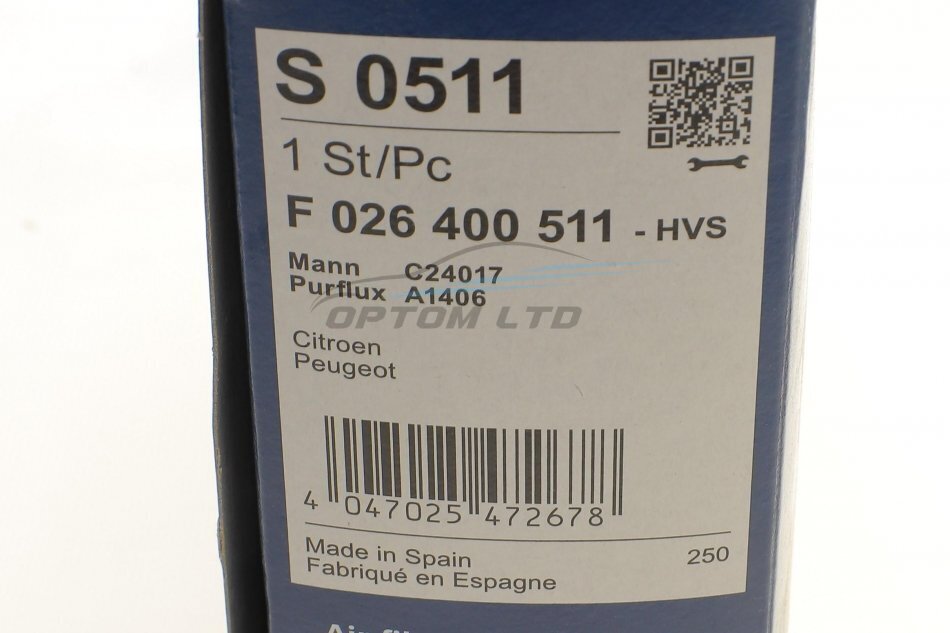 S 0511
1 St/Pc
F 026 400 511 - HVS
Mann C24017
Purflux A1406
OPTOM LTD
Citroen
Peugeot
4 047025 472678
Made in Spain 250
Fabriqué en Espagne